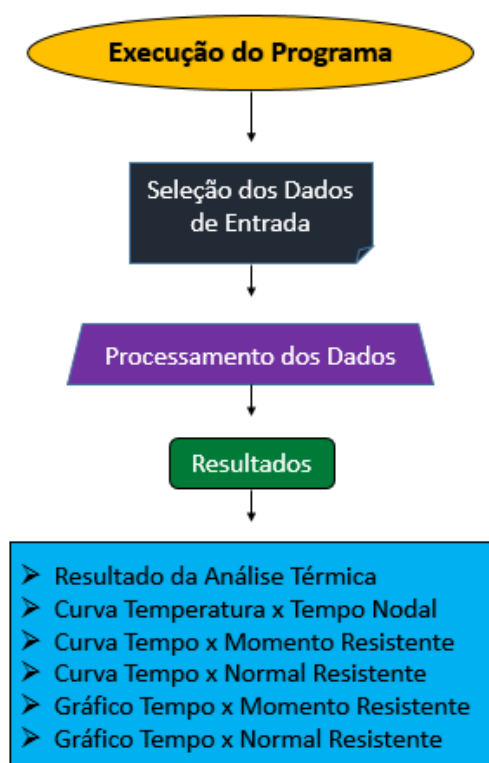 Execução do Programa
Seleção dos Dados
de Entrada
Processamento dos Dados
Resultados
➢ Resultado da Análise Térmica
➢ Curva Temperatura x Tempo Nodal
➢ Curva Tempo x Momento Resistente
➢ Curva Tempo x Normal Resistente
➢ Gráfico Tempo x Momento Resistente
➢ Gráfico Tempo x Normal Resistente